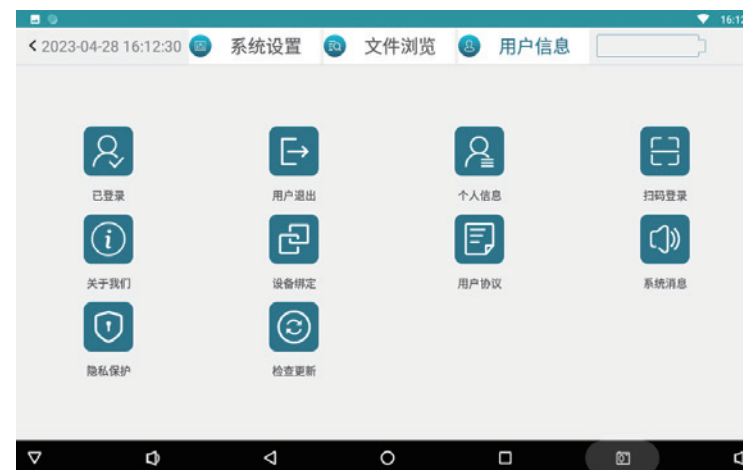 16:12
2023-04-28 16:12:30 系统设置 文件浏览 用户信息
已登录 用户退出 个人信息 扫码登录
关于我们 设备绑定 用户协议 系统消息
隐私保护 检查更新